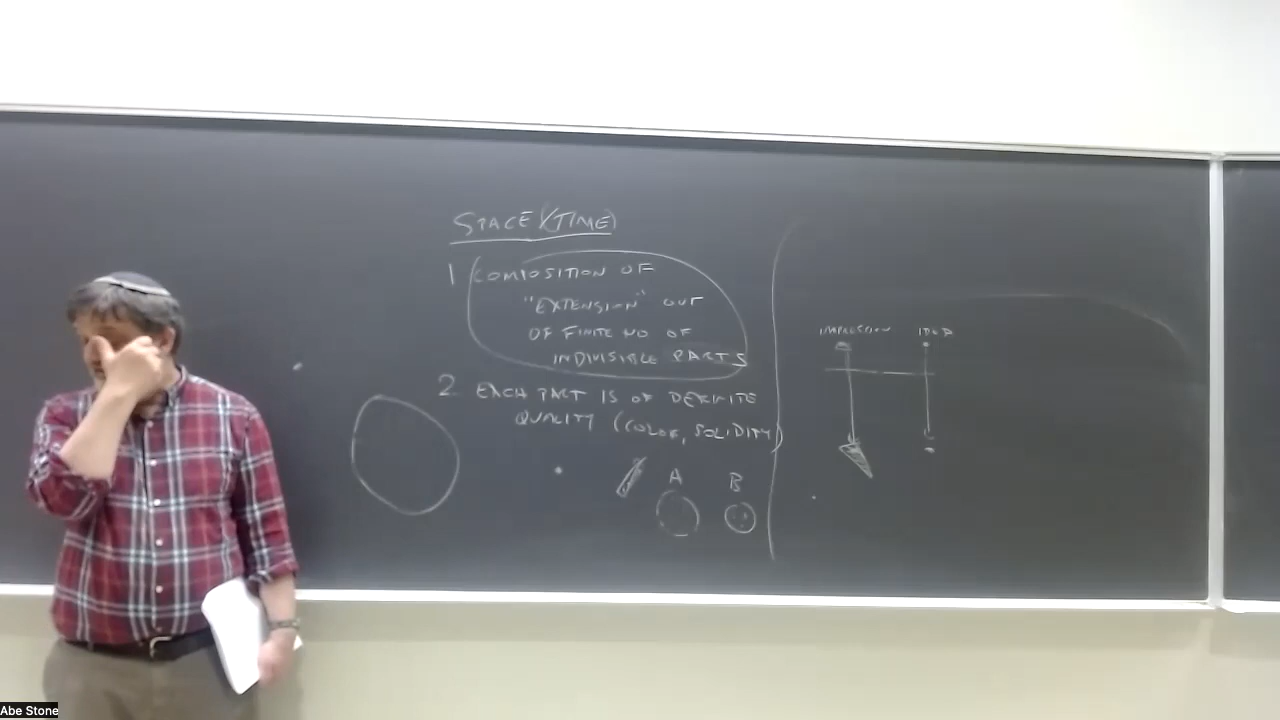 SPACE (TIME)
1 COMPOSITION OF
"EXTENSION" OUT
OF FINITE NO OF
INDIVISIBLE PARTS
2 EACH PART IS OF DEFINITE
QUALITY (COLOR, SOLIDITY)
A B
IMPRESSION IDEA
Abe Stone